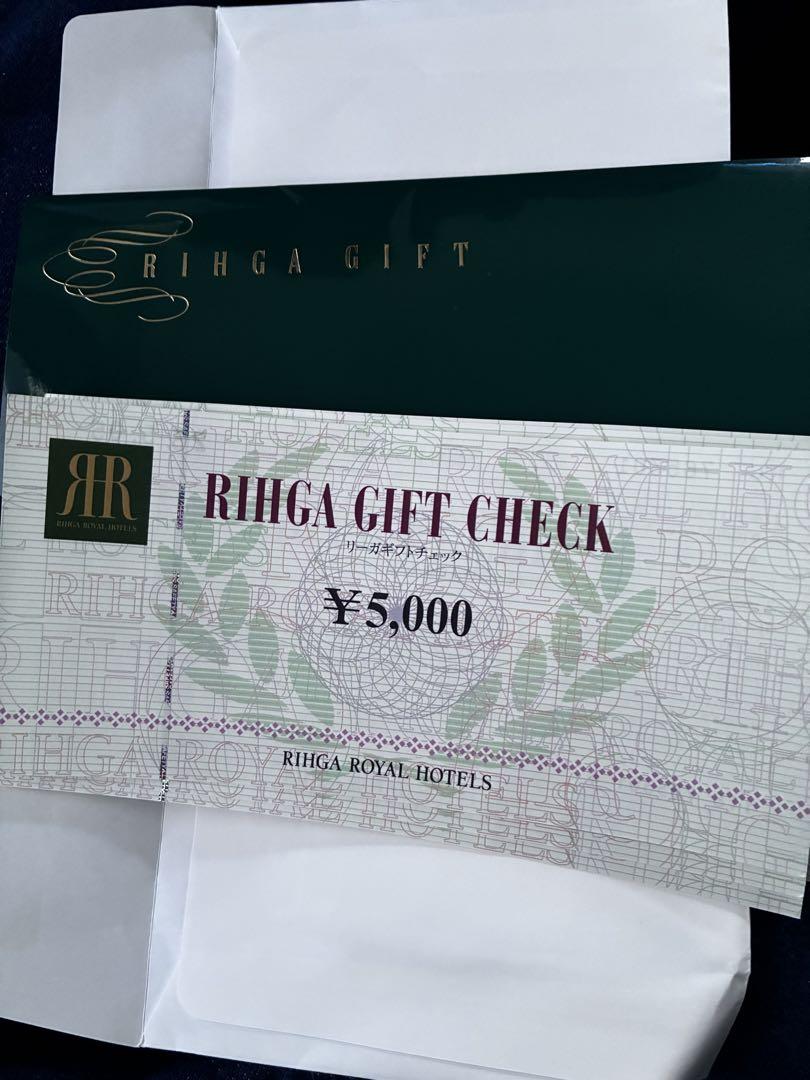 RIHGA GIFT
RR
RIHGA ROYAL HOTELS
RIHGA GIFT CHECK
リーガギフトチェック
¥5,000
RIHGA ROYAL HOTELS